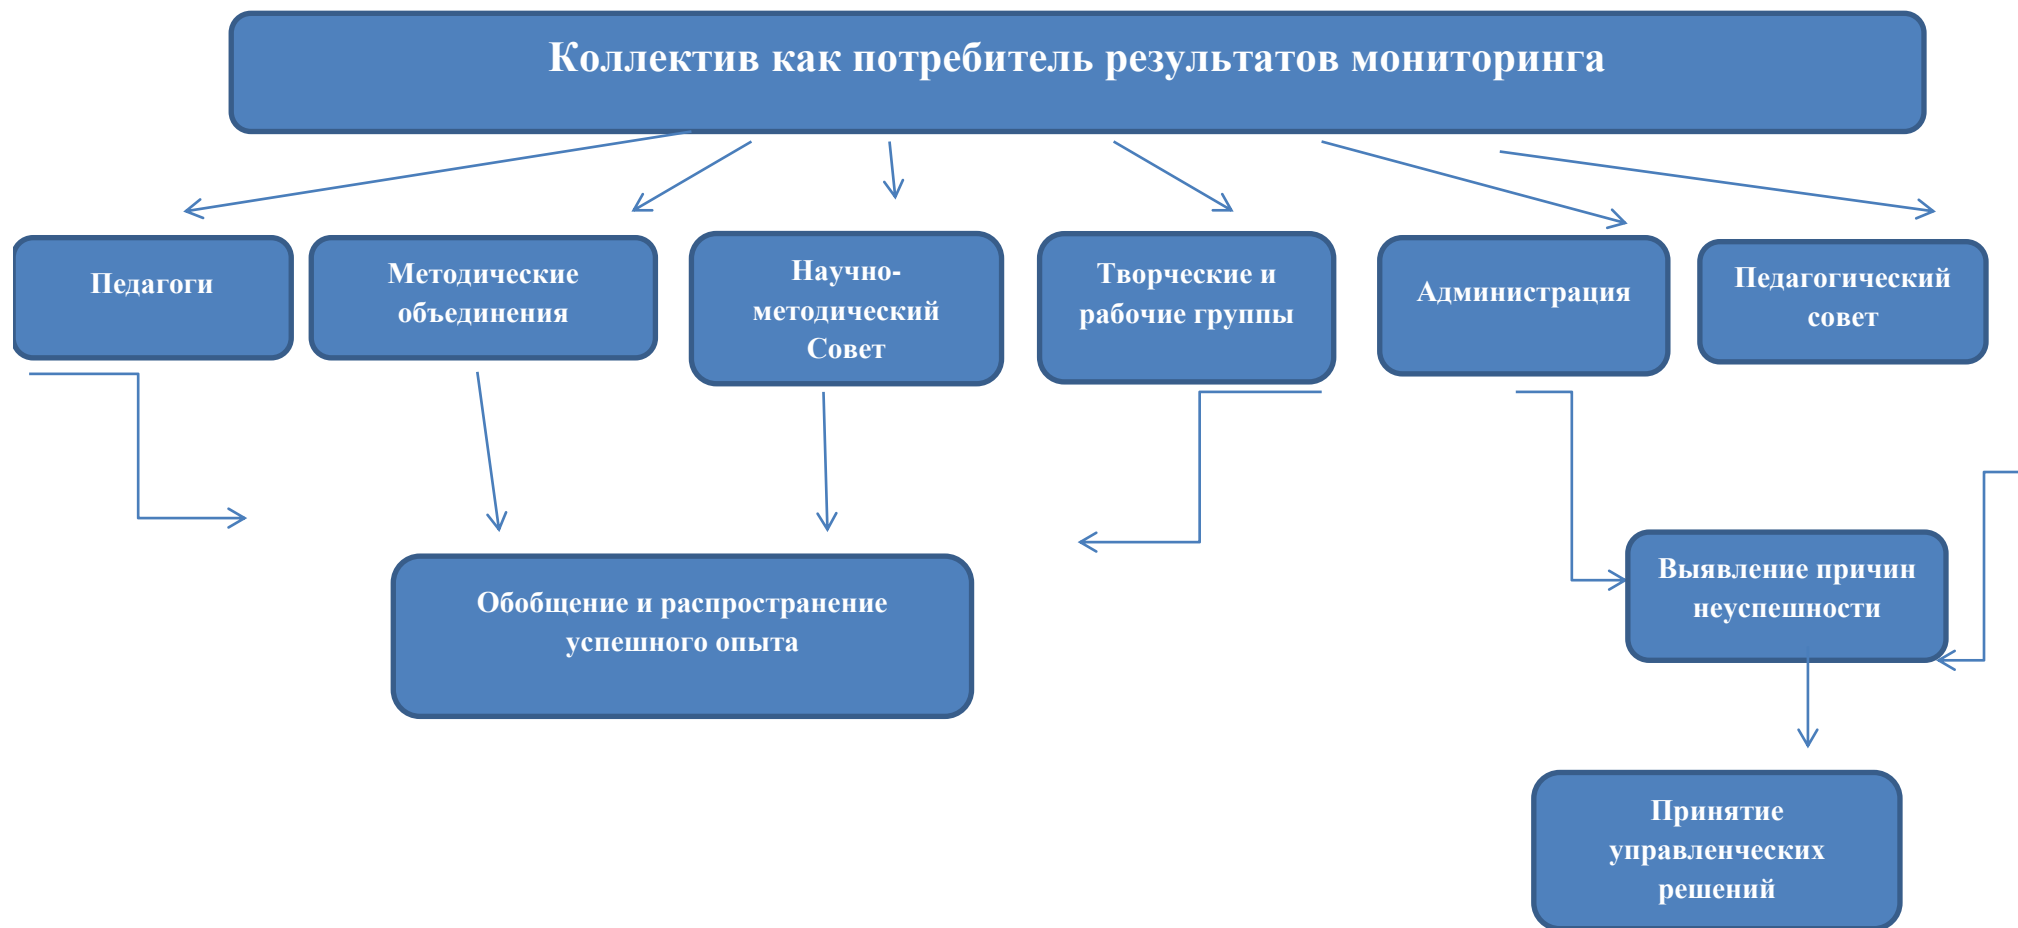 Коллектив как потребитель результатов мониторинга
Педагоги
Методические
объединения
Научно-
методический
Совет
Творческие и
рабочие группы
Администрация
Педагогический
совет
Обобщение и распространение
успешного опыта
Выявление причин
неуспешности
Принятие
управленческих
решений